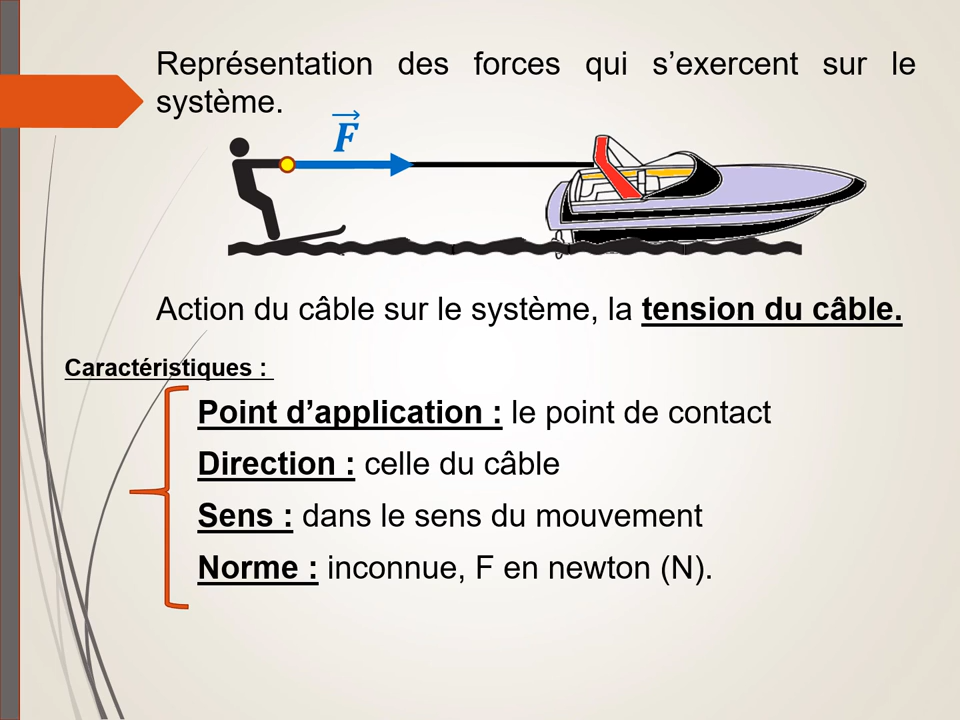 Représentation des forces qui s’exercent sur le
système.
F
Action du câble sur le système, la tension du câble.
Caractéristiques :
Point d’application : le point de contact
Direction : celle du câble
Sens : dans le sens du mouvement
Norme : inconnue, F en newton (N).